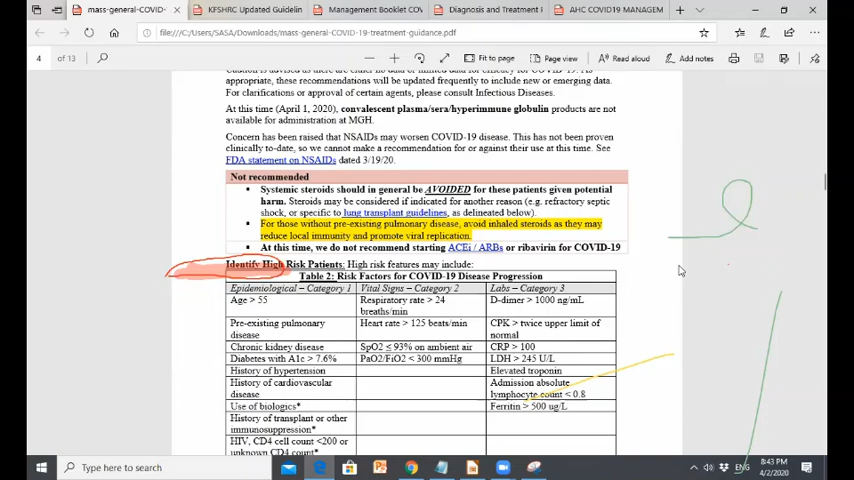 mass-general-COVID-
KFSHRC Updated Guidelin
Management Booklet COV
Diagnosis and Treatment
AHC COVID19 MANAGEM
file:///C:/Users/SASA/Downloads/mass-general-COVID-19-treatment-guidance.pdf
4 of 13
Fit to page
Page view
Read aloud
Add notes
appropriate, these recommendations will be updated frequently to include new or emerging data.
For clarifications or approval of certain agents, please consult Infectious Diseases.
At this time (April 1, 2020), convalescent plasma/sera/hyperimmune globulin products are not
available for administration at MGH.
Concern has been raised that NSAIDs may worsen COVID-19 disease. This has not been proven
clinically to-date, so we cannot make a recommendation for or against their use at this time. See
FDA statement on NSAIDs dated 3/19/20.
Not recommended
▪ Systemic steroids should in general be AVOIDED for these patients given potential
harm. Steroids may be considered if indicated for another reason (e.g. refractory septic
shock, or specific to lung transplant guidelines, as delineated below).
▪ For those without pre-existing pulmonary disease, avoid inhaled steroids as they may
reduce local immunity and promote viral replication.
▪ At this time, we do not recommend starting ACEi / ARBs or ribavirin for COVID-19
Identify High Risk Patients: High risk features may include:
Table 2: Risk Factors for COVID-19 Disease Progression
Epidemiological – Category 1 Vital Signs – Category 2 Labs – Category 3
Age > 55 Respiratory rate > 24 breaths/min D-dimer > 1000 ng/mL
Pre-existing pulmonary disease Heart rate > 125 beats/min CPK > twice upper limit of normal
Chronic kidney disease SpO2 ≤ 93% on ambient air CRP > 100
Diabetes with A1c > 7.6% PaO2/FiO2 < 300 mmHg LDH > 245 U/L
History of hypertension Elevated troponin
History of cardiovascular disease Admission absolute lymphocyte count < 0.8
Use of biologics* Ferritin > 500 ug/L
History of transplant or other immunosuppression*
HIV, CD4 cell count <200 or unknown CD4 count*
Type here to search
ENG
8:43 PM
4/2/2020